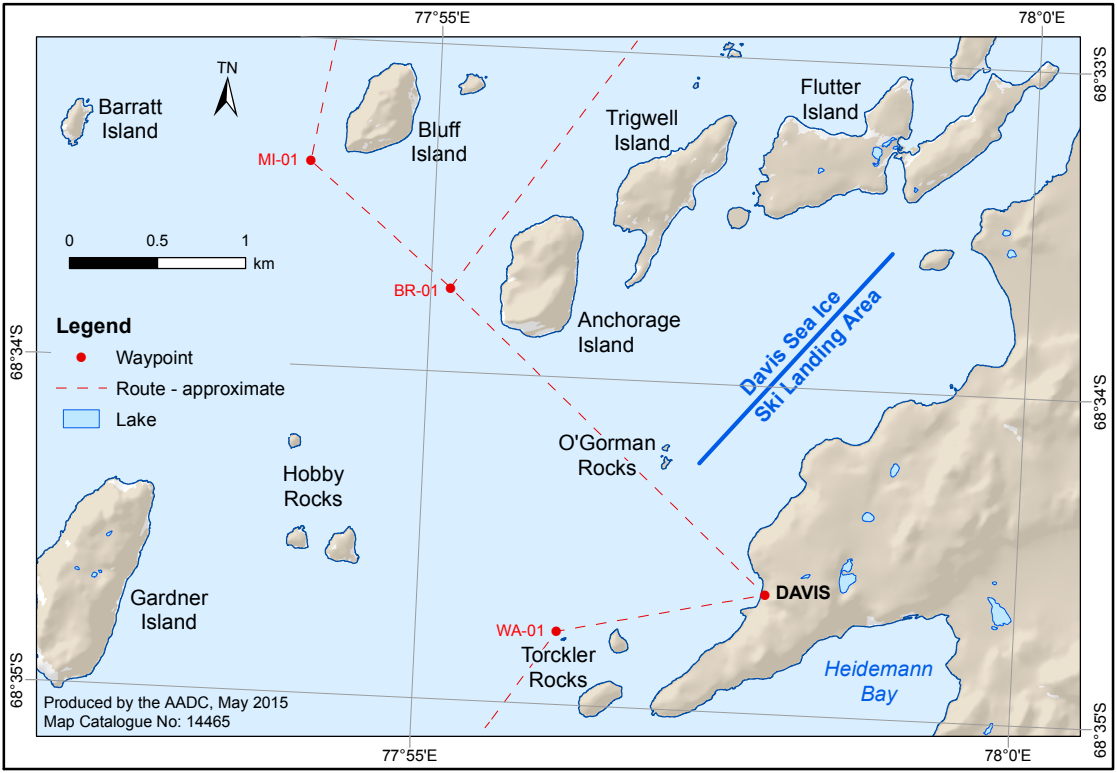 77°55'E
78°0'E
68°33'S
TN
Barratt
Island
Bluff
Island
Trigwell
Island
Flutter
Island
MI-01
0 0.5 1
km
BR-01
Anchorage
Island
Davis Sea Ice
Ski Landing Area
Legend
Waypoint
Route - approximate
Lake
68°34'S
68°34'S
O'Gorman
Rocks
Hobby
Rocks
Gardner
Island
DAVIS
WA-01
Torckler
Rocks
Heidemann
Bay
68°35'S
68°35'S
Produced by the AADC, May 2015
Map Catalogue No: 14465
77°55'E
78°0'E